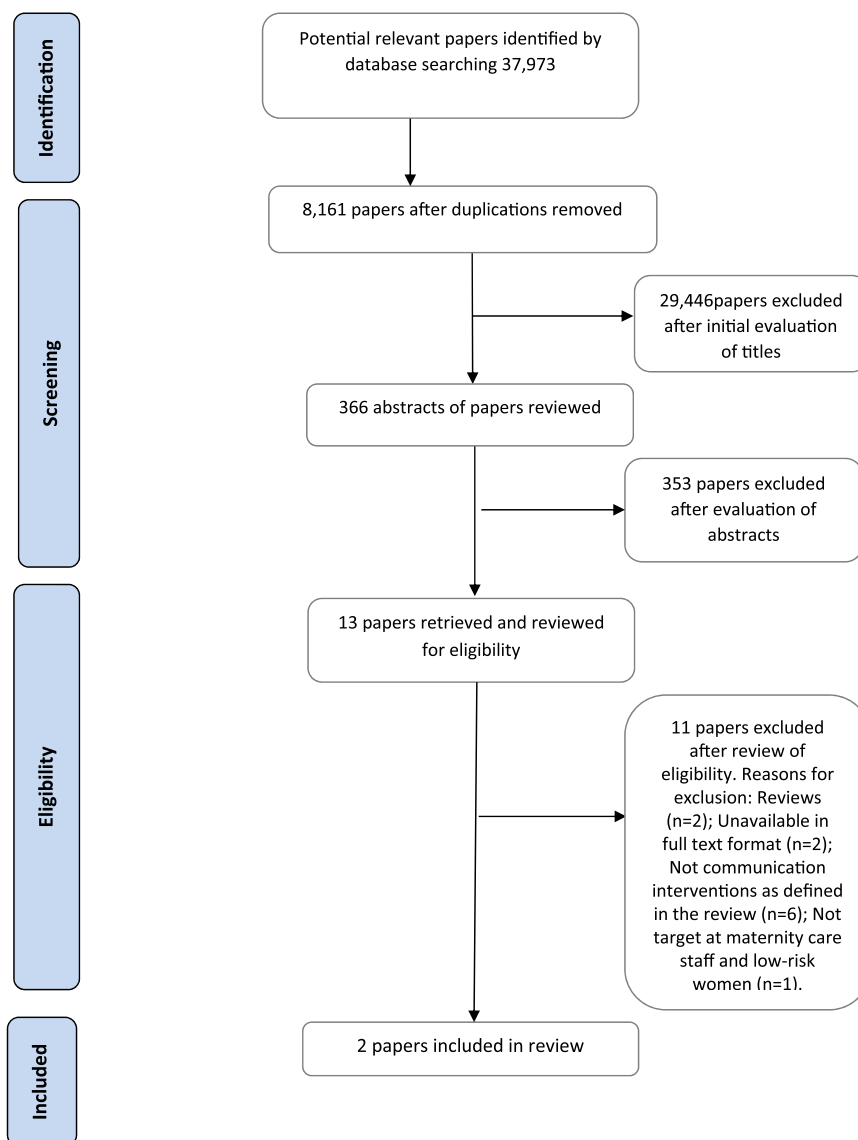 Identification
Potential relevant papers identified by
database searching 37,973
Screening
8,161 papers after duplications removed
29,446papers excluded
after initial evaluation
of titles
366 abstracts of papers reviewed
353 papers excluded
after evaluation of
abstracts
Eligibility
13 papers retrieved and reviewed
for eligibility
11 papers excluded
after review of
eligibility. Reasons for
exclusion: Reviews
(n=2); Unavailable in
full text format (n=2);
Not communication
interventions as defined
in the review (n=6); Not
target at maternity care
staff and low-risk
women (n=1).
Included
2 papers included in review